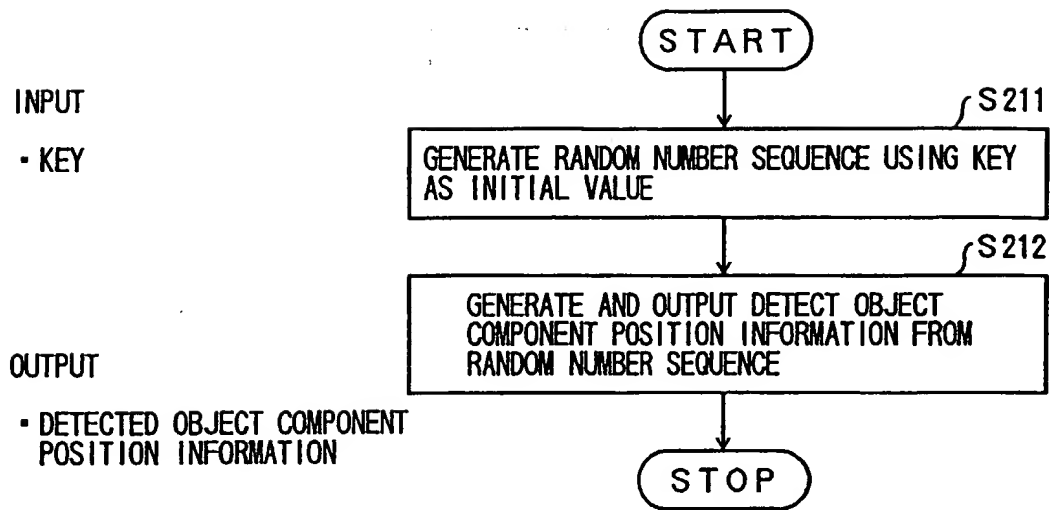 START
INPUT
S211
▪ KEY
GENERATE RANDOM NUMBER SEQUENCE USING KEY
AS INITIAL VALUE
S212
GENERATE AND OUTPUT DETECT OBJECT
COMPONENT POSITION INFORMATION FROM
RANDOM NUMBER SEQUENCE
OUTPUT
▪ DETECTED OBJECT COMPONENT
POSITION INFORMATION
STOP